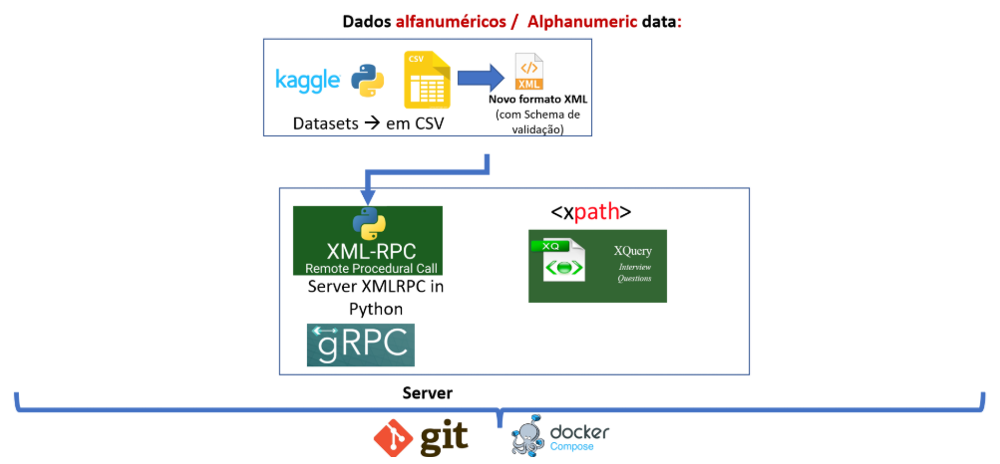 Dados alfanuméricos / Alphanumeric data:
kaggle
CSV
XML
Novo formato XML
(com Schema de
validação)
Datasets → em CSV
XML-RPC
Remote Procedural Call
Server XMLRPC in
Python
gRPC
<xpath>
XQ
XQuery
Interview
Questions
Server
git
docker
Compose